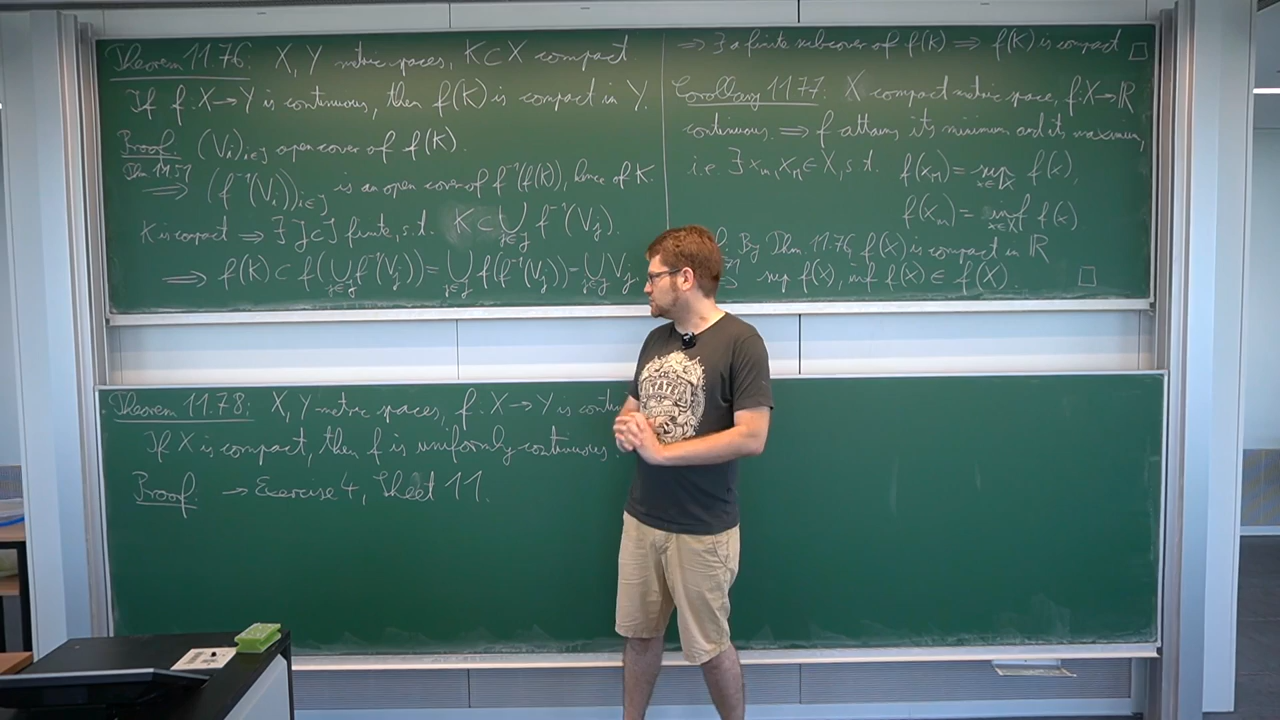 Theorem 11.76: X, Y metric spaces, K ⊂ X compact
If f: X → Y is continuous, then f(K) is compact in Y.
Proof (V_i)_{i∈J} open cover of f(K).
Thm 11.51
⟹ (f^{-1}(V_i))_{i∈J} is an open cover of f^{-1}(f(K)), hence of K.
K is compact ⟹ ∃ J ⊂ J finite, s.t. K ⊂ ⋃_{j∈J} f^{-1}(V_j).
⟹ f(K) ⊂ f(⋃_{j∈J} f^{-1}(V_j)) = ⋃_{j∈J} f(f^{-1}(V_j)) = ⋃_{j∈J} V_j
⟹ ∃ a finite subcover of f(K) ⟹ f(K) is compact □
Corollary 11.77: X compact metric space, f: X → ℝ
continuous. ⟹ f attains its minimum and its maximum,
i.e. ∃ x_m, x_M ∈ X, s.t. f(x_M) = sup_{x∈X} f(x),
f(x_m) = inf_{x∈X} f(x)
By Thm. 11.76, f(X) is compact in ℝ
sup f(X), inf f(X) ∈ f(X). □
Theorem 11.78: X, Y metric spaces, f: X → Y is
If X is compact, then f is uniformly continuous.
Proof: → Exercise 4, Sheet 11.